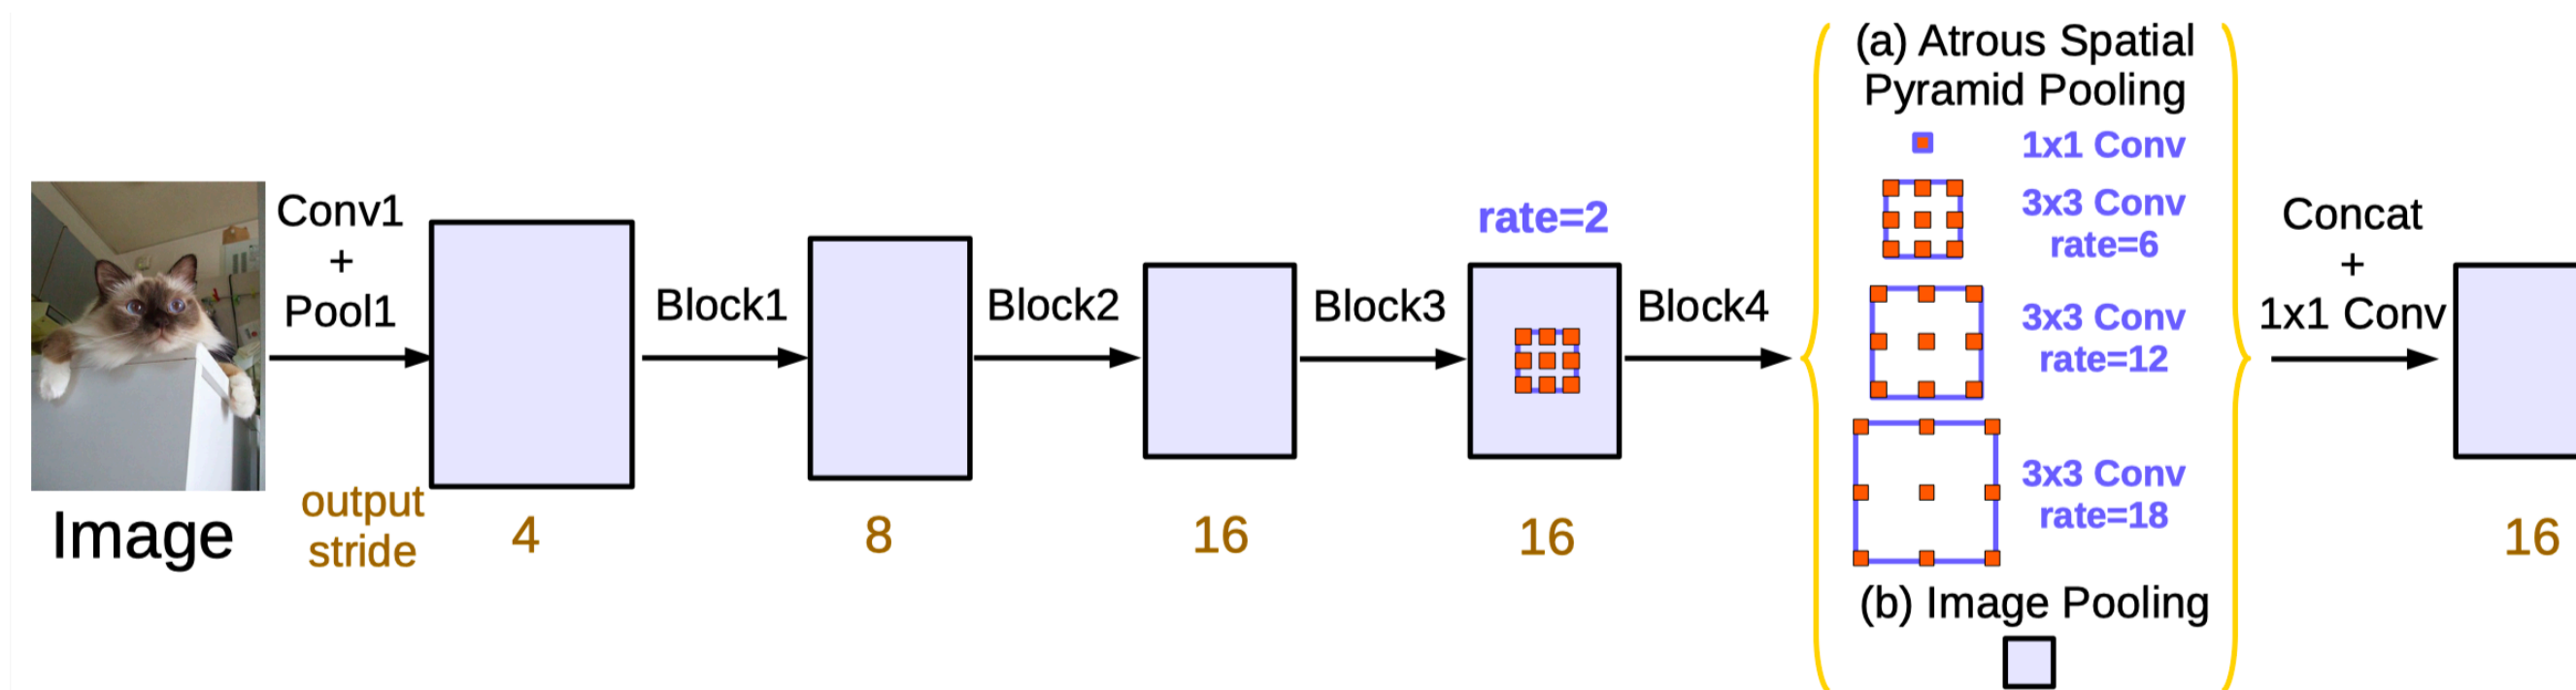 Image
Conv1
+
Pool1
output
stride
4
Block1
8
Block2
16
Block3
rate=2
16
Block4
(a) Atrous Spatial
Pyramid Pooling
1x1 Conv
3x3 Conv
rate=6
3x3 Conv
rate=12
3x3 Conv
rate=18
(b) Image Pooling
Concat
+
1x1 Conv
16